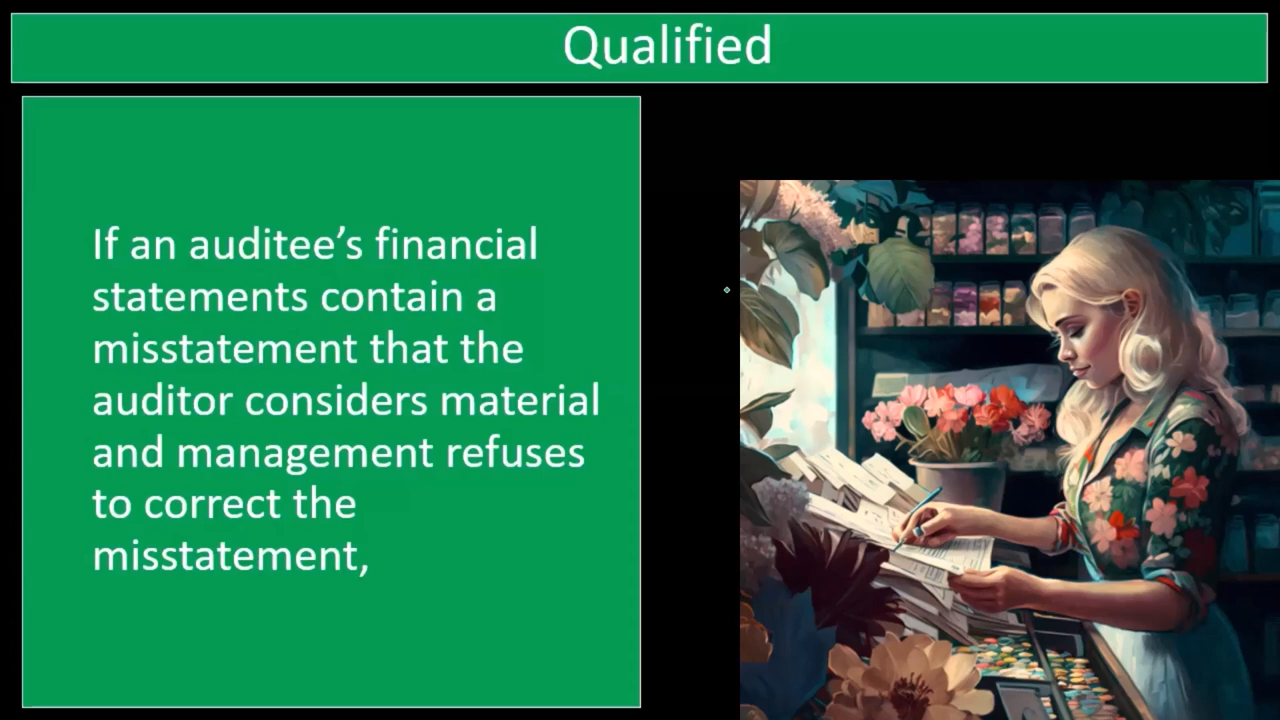 Qualified
If an auditee’s financial
statements contain a
misstatement that the
auditor considers material
and management refuses
to correct the
misstatement,